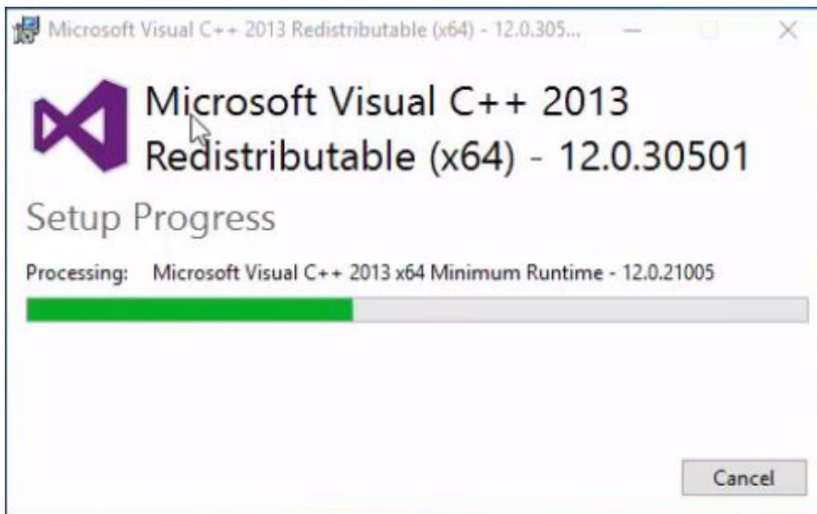 Microsoft Visual C++ 2013 Redistributable (x64) - 12.0.305...
Microsoft Visual C++ 2013
Redistributable (x64) - 12.0.30501
Setup Progress
Processing: Microsoft Visual C++ 2013 x64 Minimum Runtime - 12.0.21005
Cancel